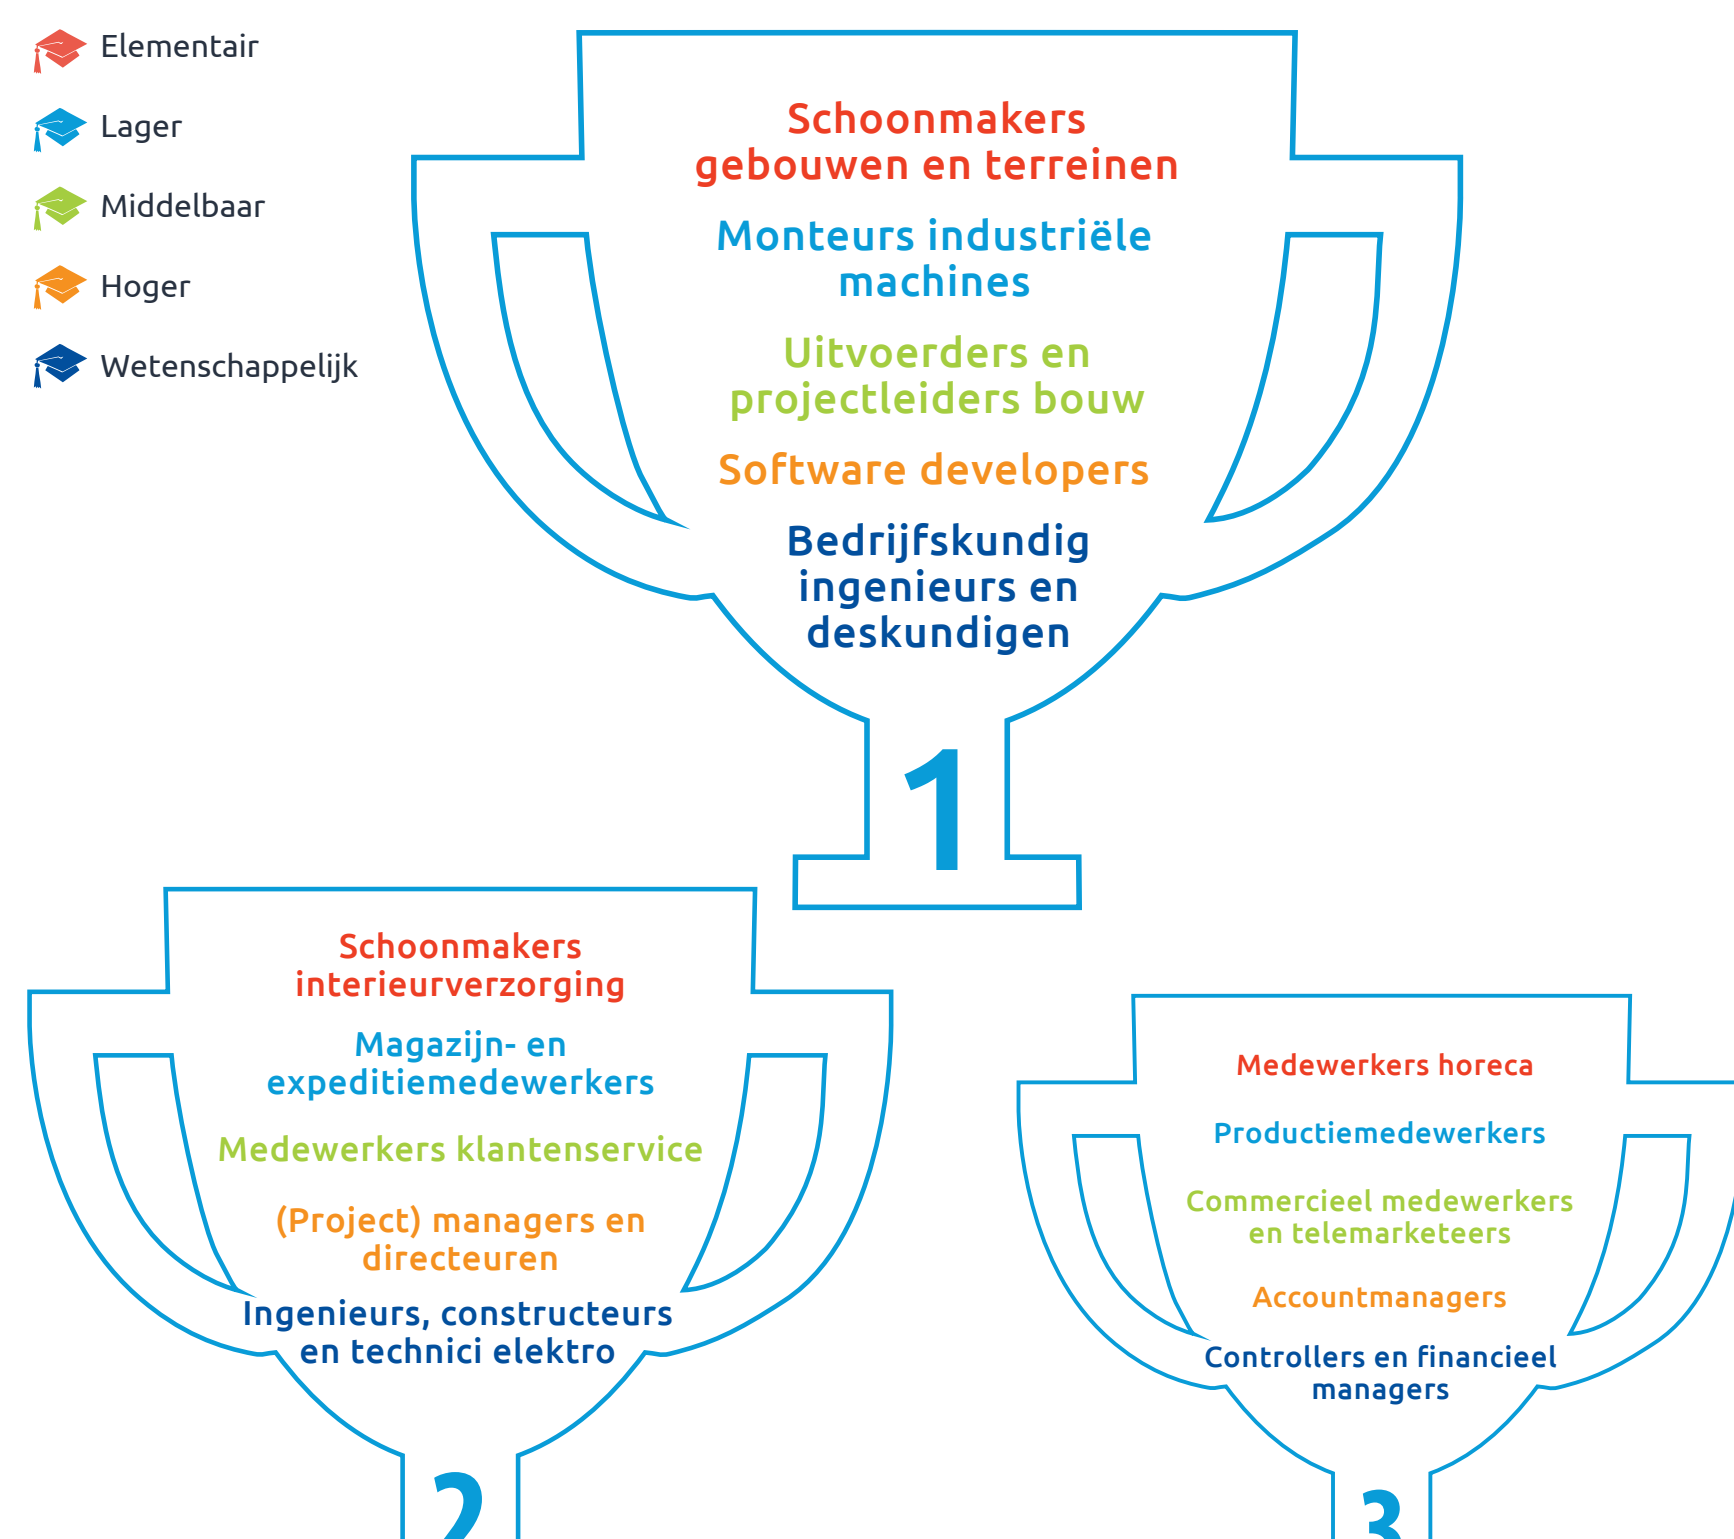 Elementair
Lager
Middelbaar
Hoger
Wetenschappelijk
Schoonmakers
gebouwen en terreinen
Monteurs industriële
machines
Uitvoerders en
projectleiders bouw
Software developers
Bedrijfskundig
ingenieurs en
deskundigen
1
Schoonmakers
interieurverzorging
Magazijn- en
expeditiemedewerkers
Medewerkers klantenservice
(Project) managers en
directeuren
Ingenieurs, constructeurs
en technici elektro
2
Medewerkers horeca
Productiemedewerkers
Commercieel medewerkers
en telemarketeers
Accountmanagers
Controllers en financieel
managers
3